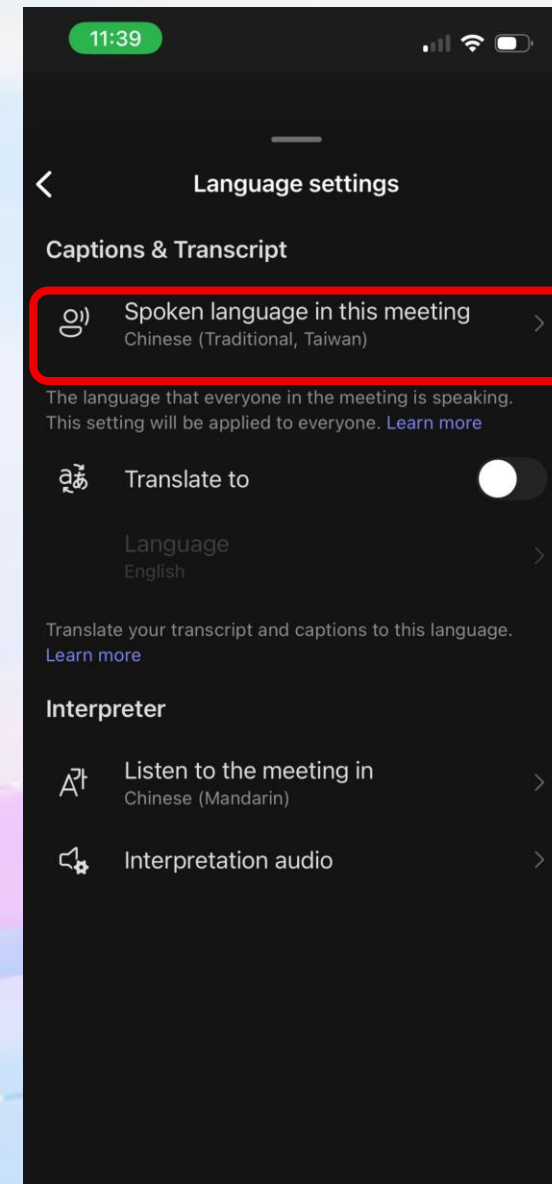 11:39
Language settings
Captions & Transcript
Spoken language in this meeting
Chinese (Traditional, Taiwan)
The language that everyone in the meeting is speaking.
This setting will be applied to everyone. Learn more
Translate to
Language
English
Translate your transcript and captions to this language.
Learn more
Interpreter
Listen to the meeting in
Chinese (Mandarin)
Interpretation audio